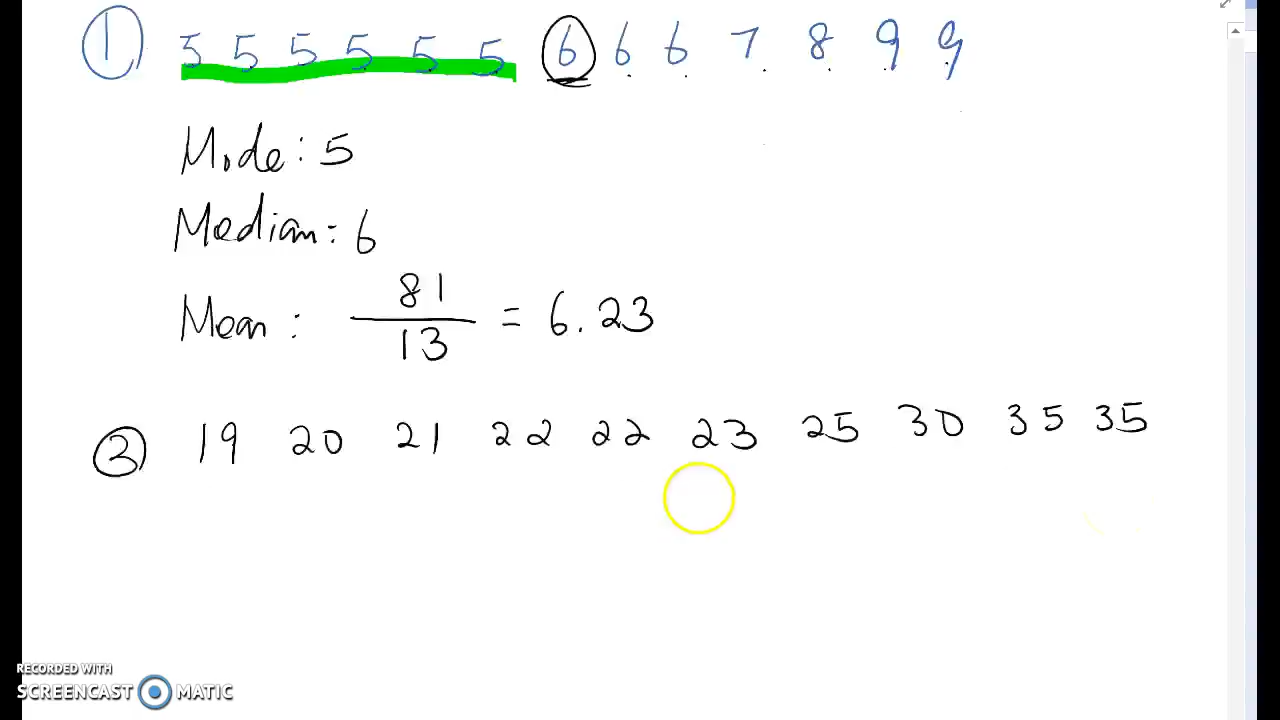 1 5 5 5 5 5 5 6 6 6 7 8 9 9
Mode: 5
Median: 6
Mean: 81/13 = 6.23
2 19 20 21 22 22 23 25 30 35 35
RECORDED WITH
SCREENCAST MATIC